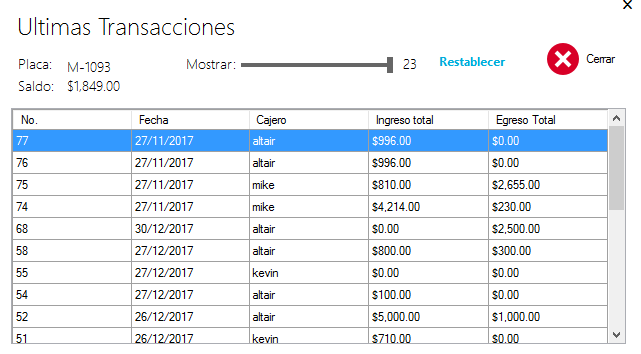 Ultimas Transacciones
Placa: M-1093 Mostrar: 23 Restablecer Cerrar
Saldo: $1,849.00
No. Fecha Cajero Ingreso total Egreso Total
77 27/11/2017 altair $996.00 $0.00
76 27/11/2017 altair $996.00 $0.00
75 27/11/2017 mike $810.00 $2,655.00
74 27/11/2017 mike $4,214.00 $230.00
68 30/12/2017 altair $0.00 $2,500.00
58 27/12/2017 altair $800.00 $300.00
55 27/12/2017 kevin $0.00 $0.00
54 27/12/2017 altair $100.00 $0.00
52 26/12/2017 altair $5,000.00 $1,000.00
51 26/12/2017 kevin $710.00 $0.00